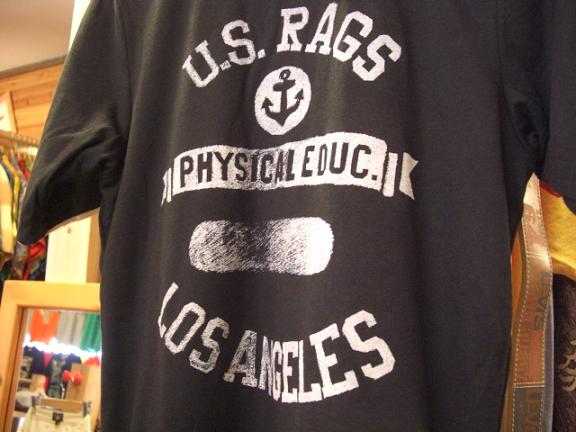 U.S. RAGS
PHYSICAL EDUC.
LOS ANGELES